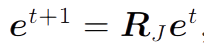 e^{t+1} = R_J e^t,